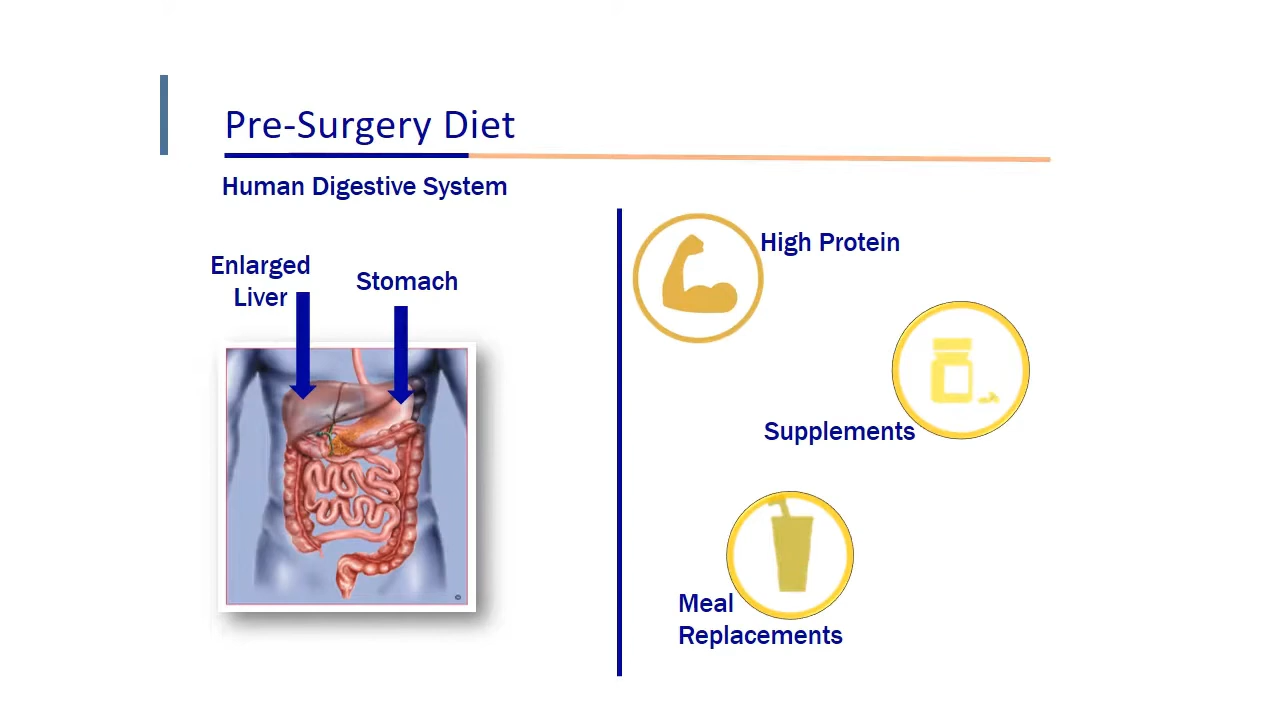 Pre-Surgery Diet
Human Digestive System
Enlarged
Liver
Stomach
High Protein
Supplements
Meal
Replacements